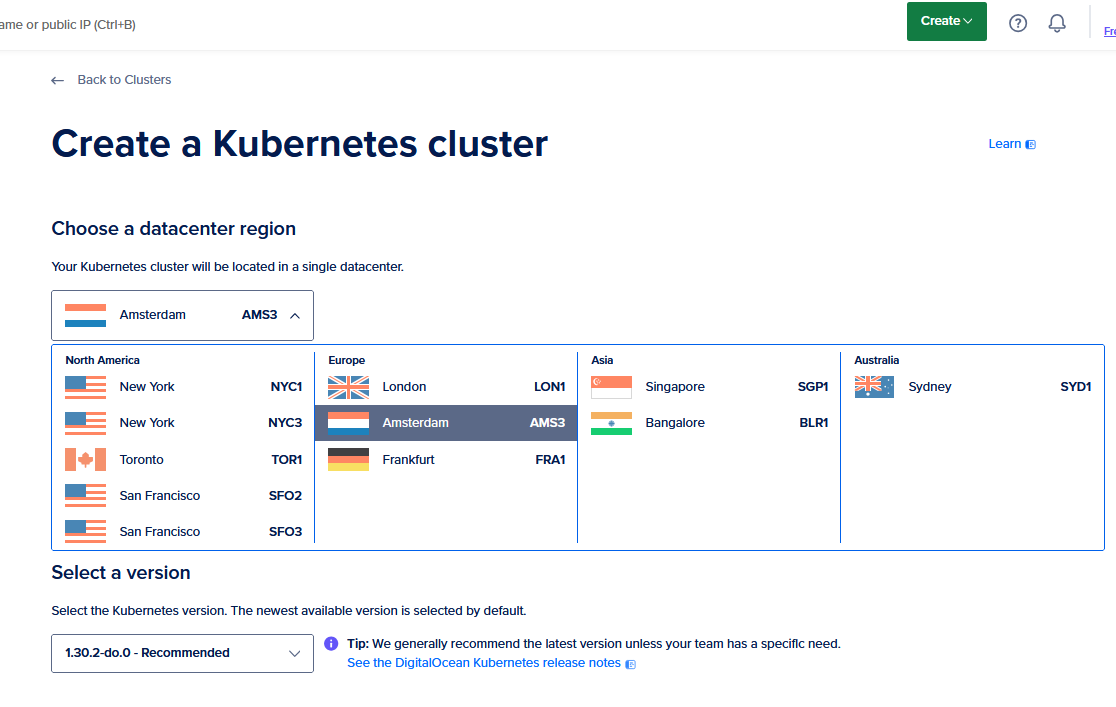 ame or public IP (Ctrl+B)
Create
Fre
Back to Clusters
Create a Kubernetes cluster
Learn
Choose a datacenter region
Your Kubernetes cluster will be located in a single datacenter.
Amsterdam AMS3
North America
New York NYC1
New York NYC3
Toronto TOR1
San Francisco SFO2
San Francisco SFO3
Europe
London LON1
Amsterdam AMS3
Frankfurt FRA1
Asia
Singapore SGP1
Bangalore BLR1
Australia
Sydney SYD1
Select a version
Select the Kubernetes version. The newest available version is selected by default.
1.30.2-do.0 - Recommended
Tip: We generally recommend the latest version unless your team has a specific need.
See the DigitalOcean Kubernetes release notes